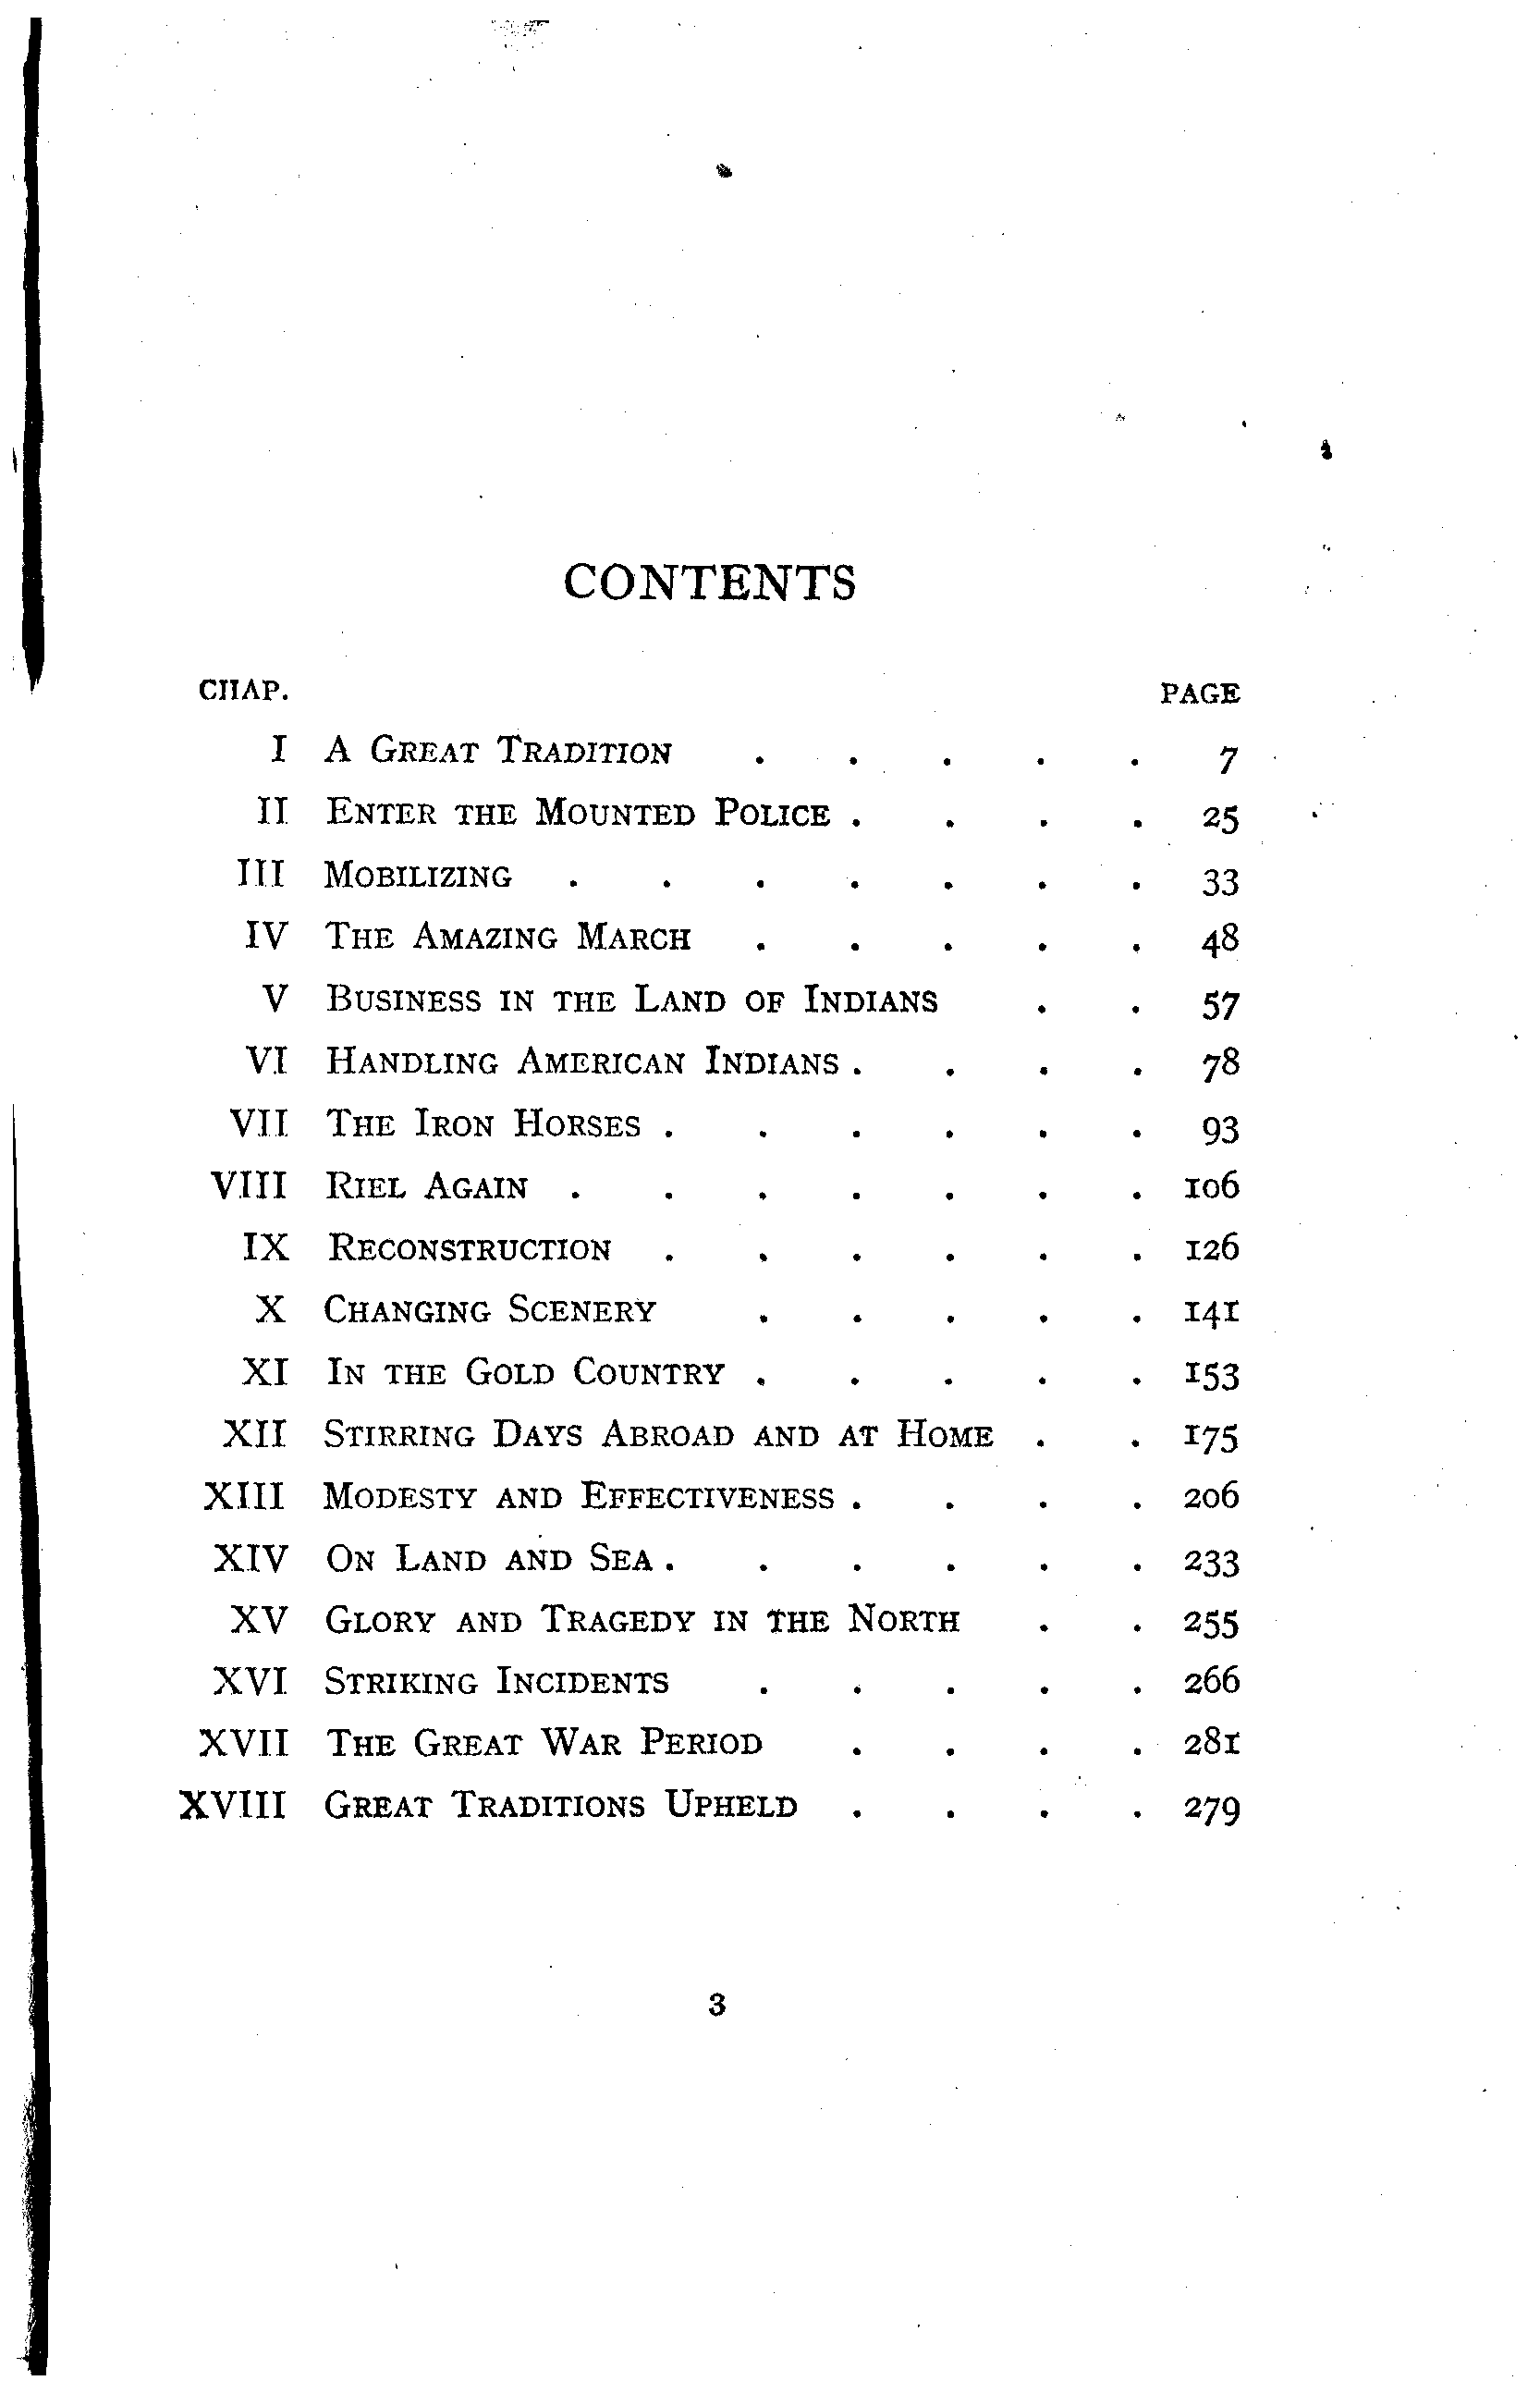 CONTENTS
CHAP. PAGE
I A GREAT TRADITION . . . . . 7
II ENTER THE MOUNTED POLICE . . . . 25
III MOBILIZING . . . . . . . 33
IV THE AMAZING MARCH . . . . . 48
V BUSINESS IN THE LAND OF INDIANS . . 57
VI HANDLING AMERICAN INDIANS . . . . 78
VII THE IRON HORSES . . . . . . 93
VIII RIEL AGAIN . . . . . . . 106
IX RECONSTRUCTION . . . . . . 126
X CHANGING SCENERY . . . . . 141
XI IN THE GOLD COUNTRY . . . . . 153
XII STIRRING DAYS ABROAD AND AT HOME . . 175
XIII MODESTY AND EFFECTIVENESS . . . . 206
XIV ON LAND AND SEA . . . . . . 233
XV GLORY AND TRAGEDY IN THE NORTH . . 255
XVI STRIKING INCIDENTS . . . . . 266
XVII THE GREAT WAR PERIOD . . . . 281
XVIII GREAT TRADITIONS UPHELD . . . . 279
3